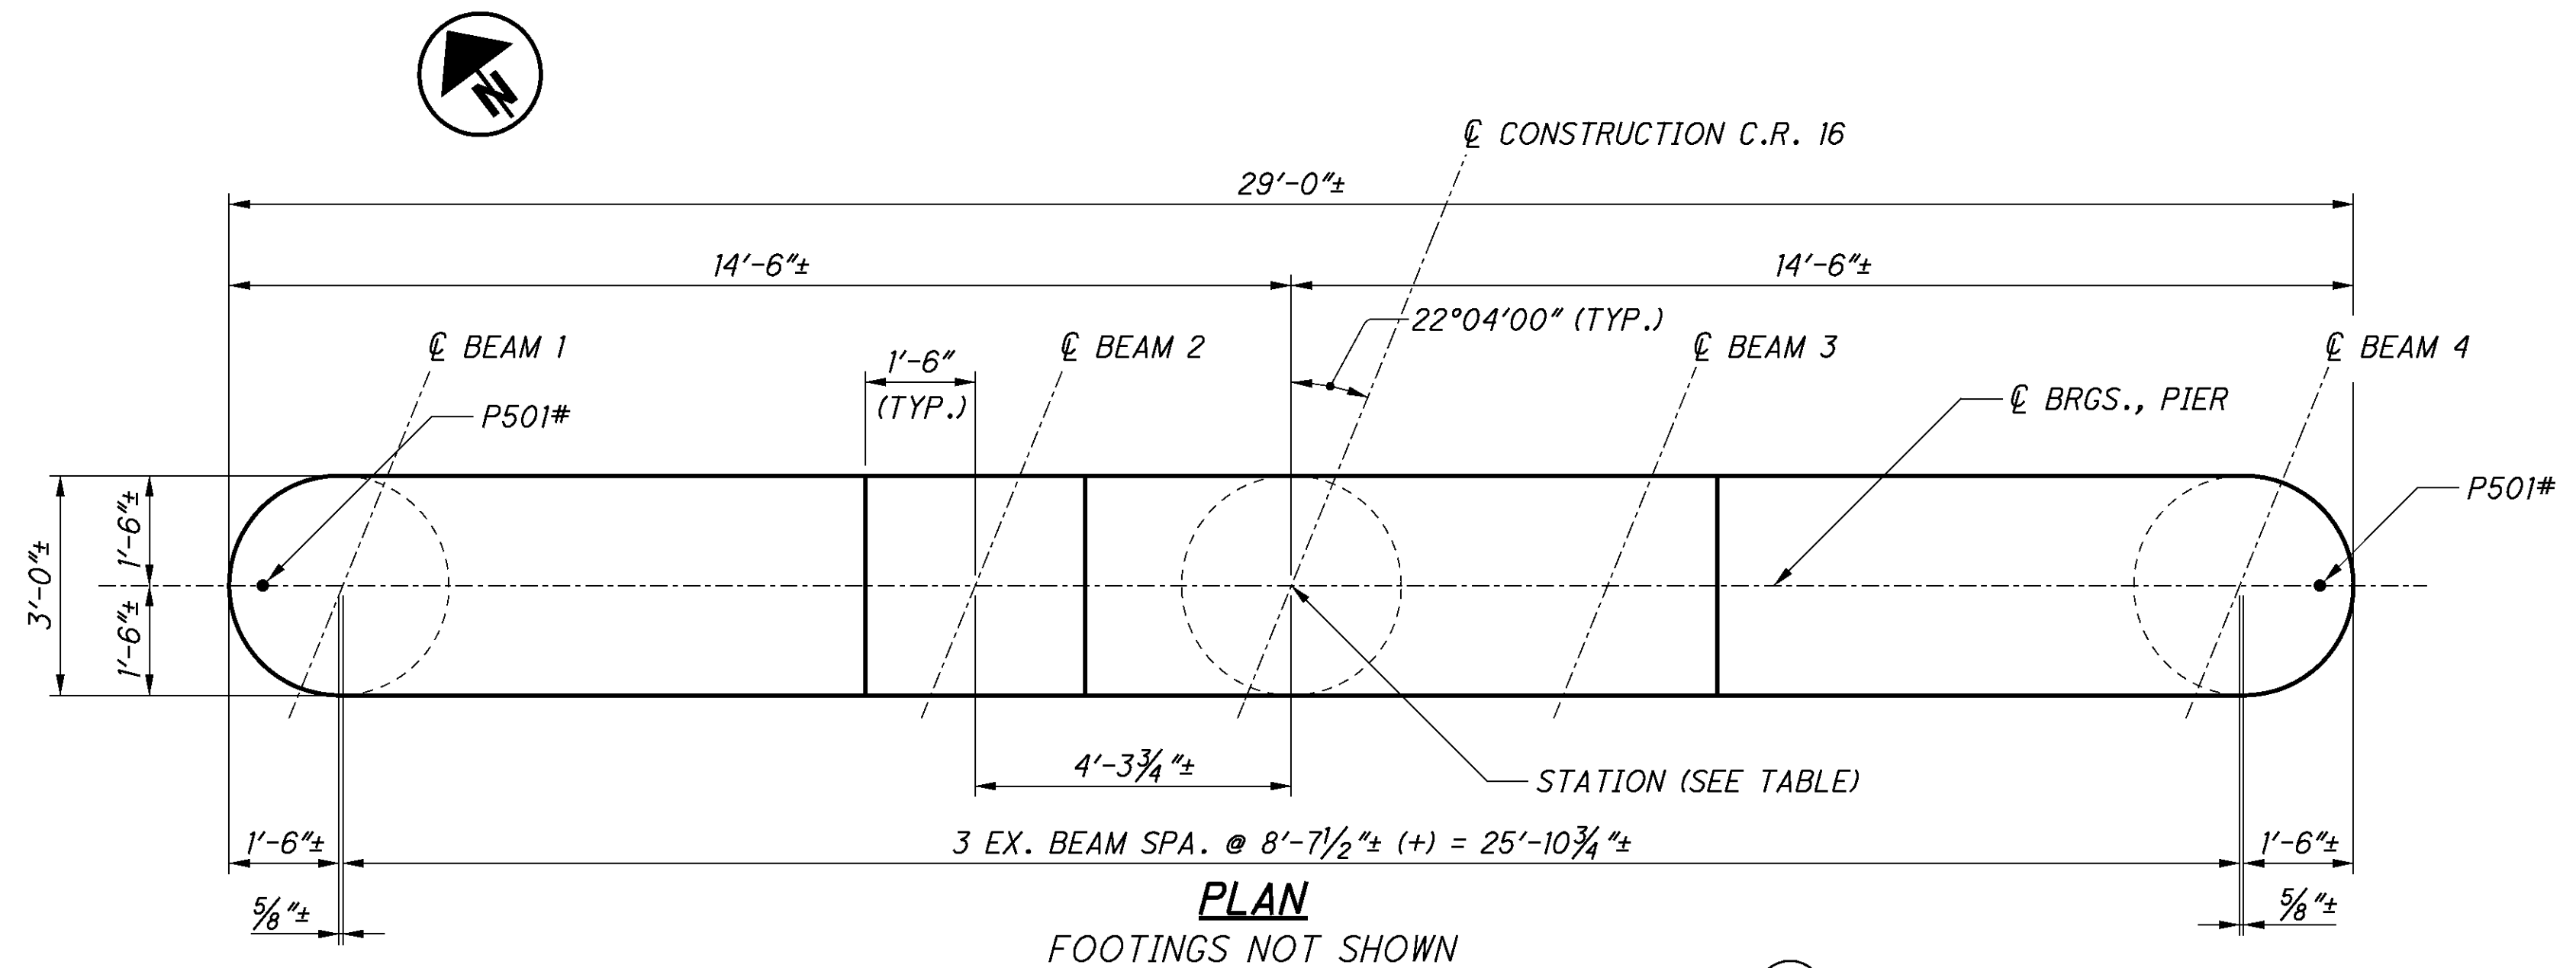 N
℄ CONSTRUCTION C.R. 16
29'-0"±
14'-6"±
14'-6"±
22°04'00" (TYP.)
℄ BEAM 1
1'-6"
(TYP.)
℄ BEAM 2
℄ BEAM 3
℄ BEAM 4
P501#
℄ BRGS., PIER
P501#
3'-0"±
1'-6"±
1'-6"±
4'-3¾"±
STATION (SEE TABLE)
1'-6"±
3 EX. BEAM SPA. @ 8'-7½"± (+) = 25'-10¾"±
1'-6"±
⅝"±
⅝"±
PLAN
FOOTINGS NOT SHOWN